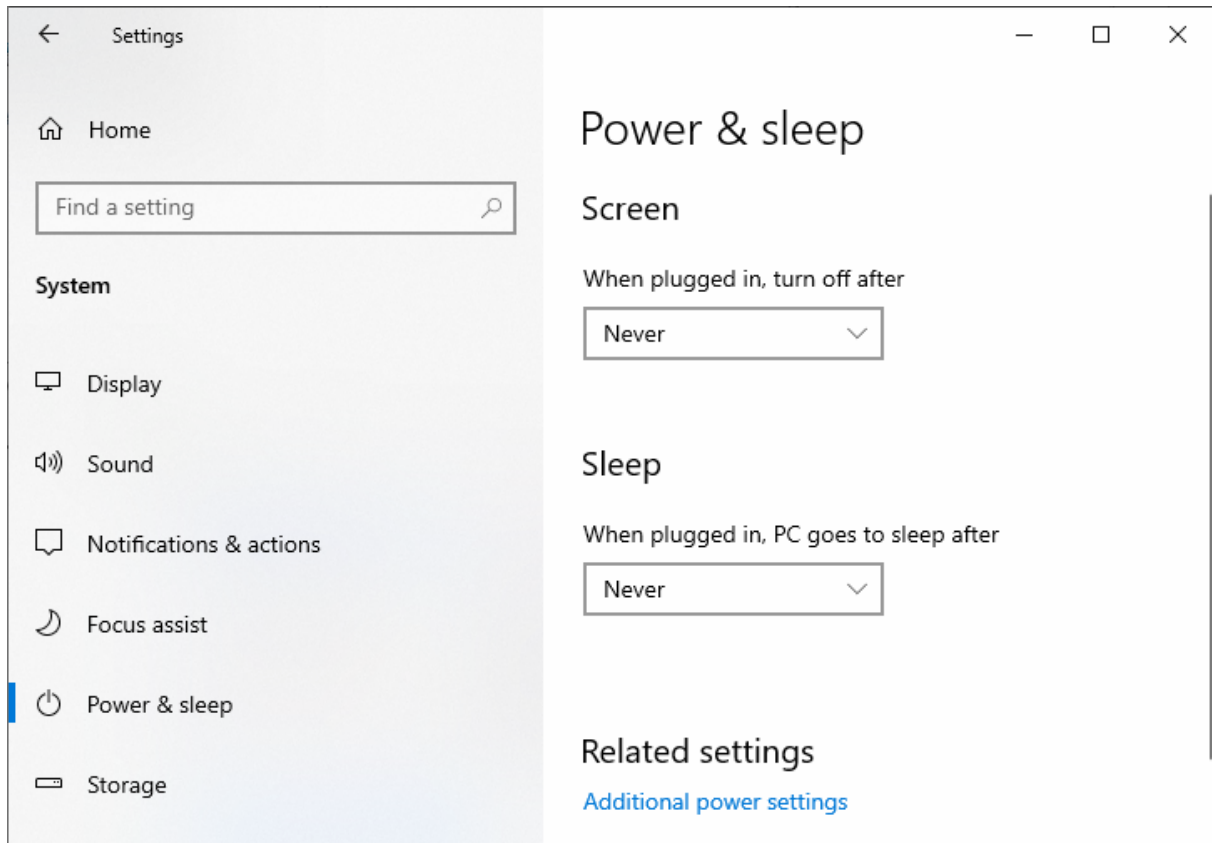 Settings
Home
Find a setting
System
Display
Sound
Notifications & actions
Focus assist
Power & sleep
Storage
Power & sleep
Screen
When plugged in, turn off after
Never
Sleep
When plugged in, PC goes to sleep after
Never
Related settings
Additional power settings